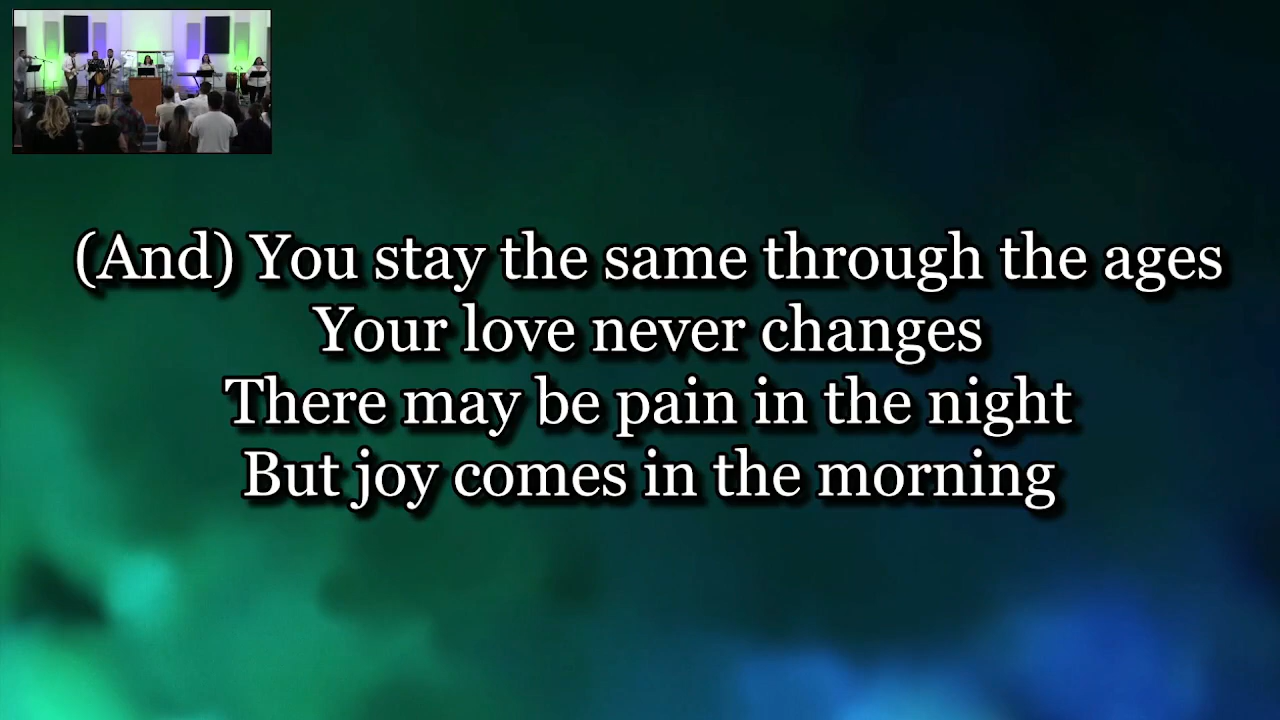 (And) You stay the same through the ages
Your love never changes
There may be pain in the night
But joy comes in the morning